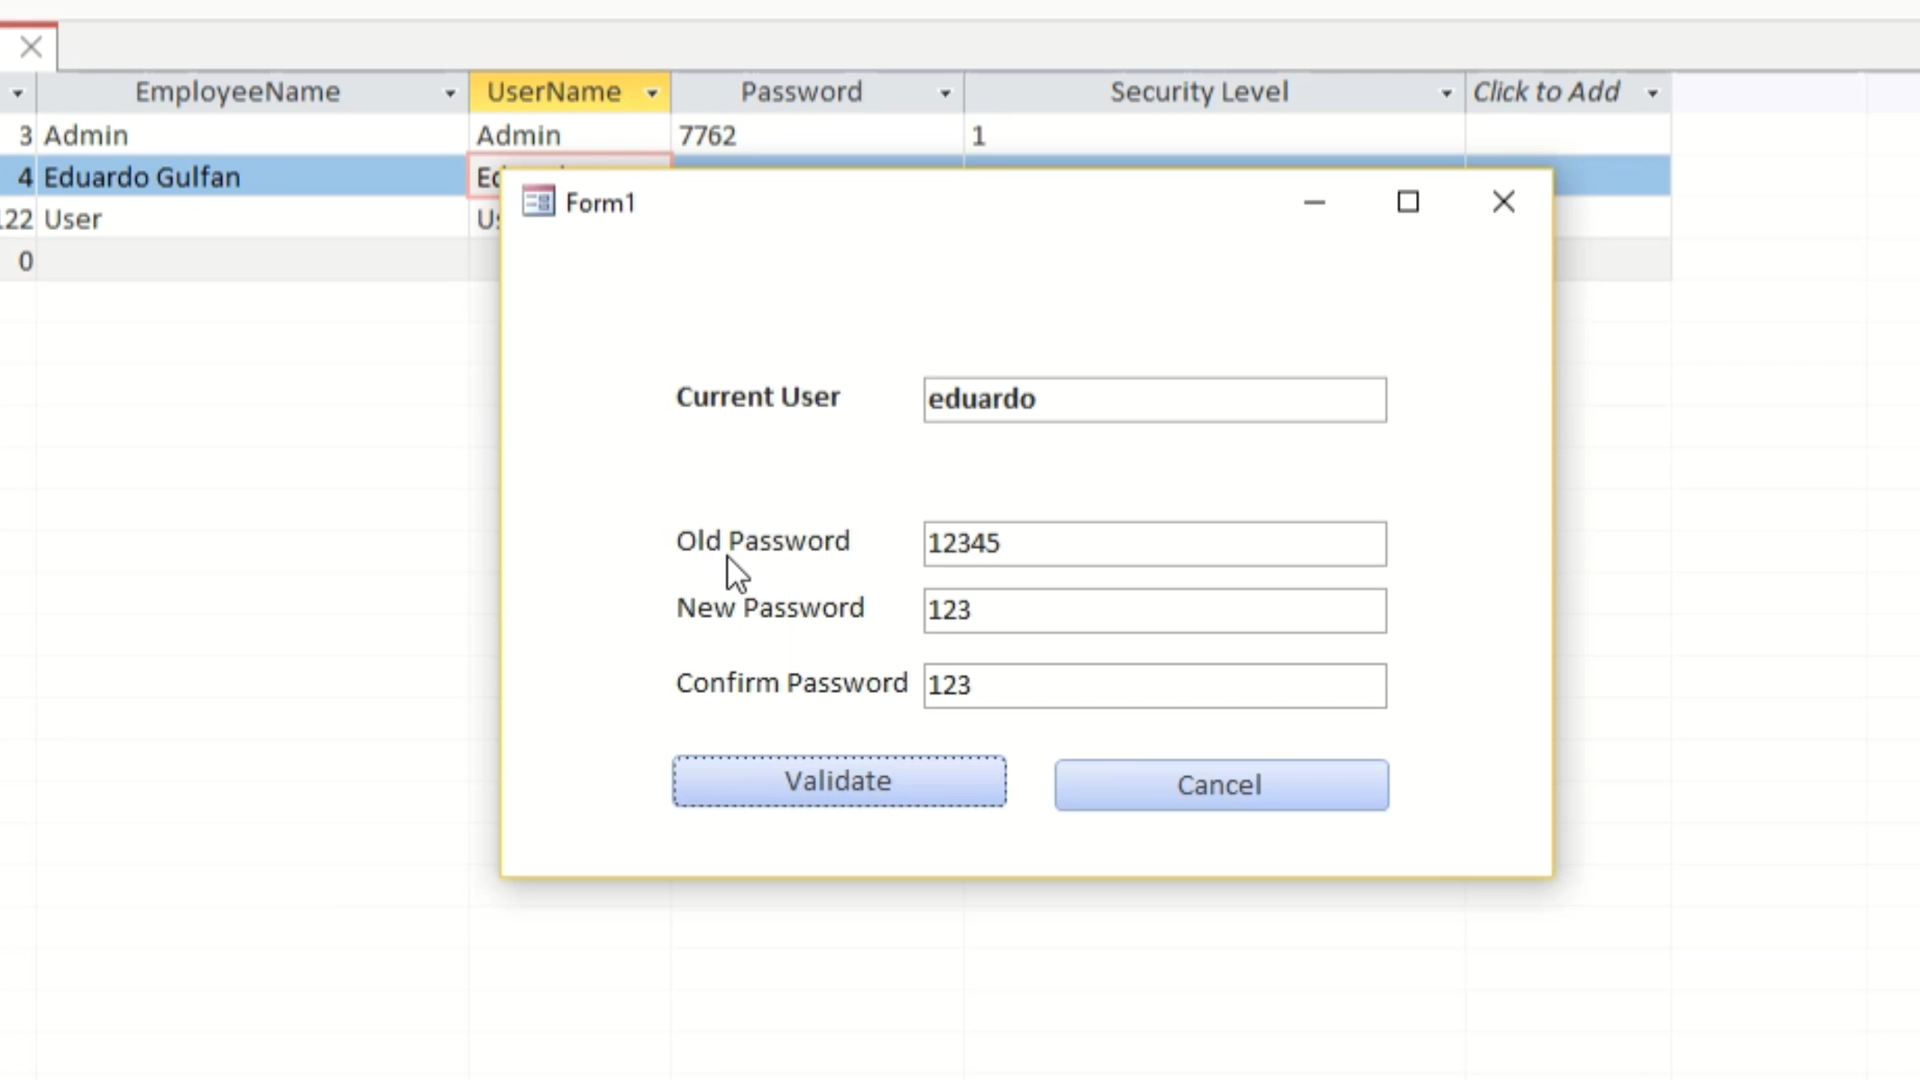 EmployeeName UserName Password Security Level Click to Add
3 Admin Admin 7762 1
4 Eduardo Gulfan
122 User
0
Form1
Current User eduardo
Old Password 12345
New Password 123
Confirm Password 123
Validate Cancel